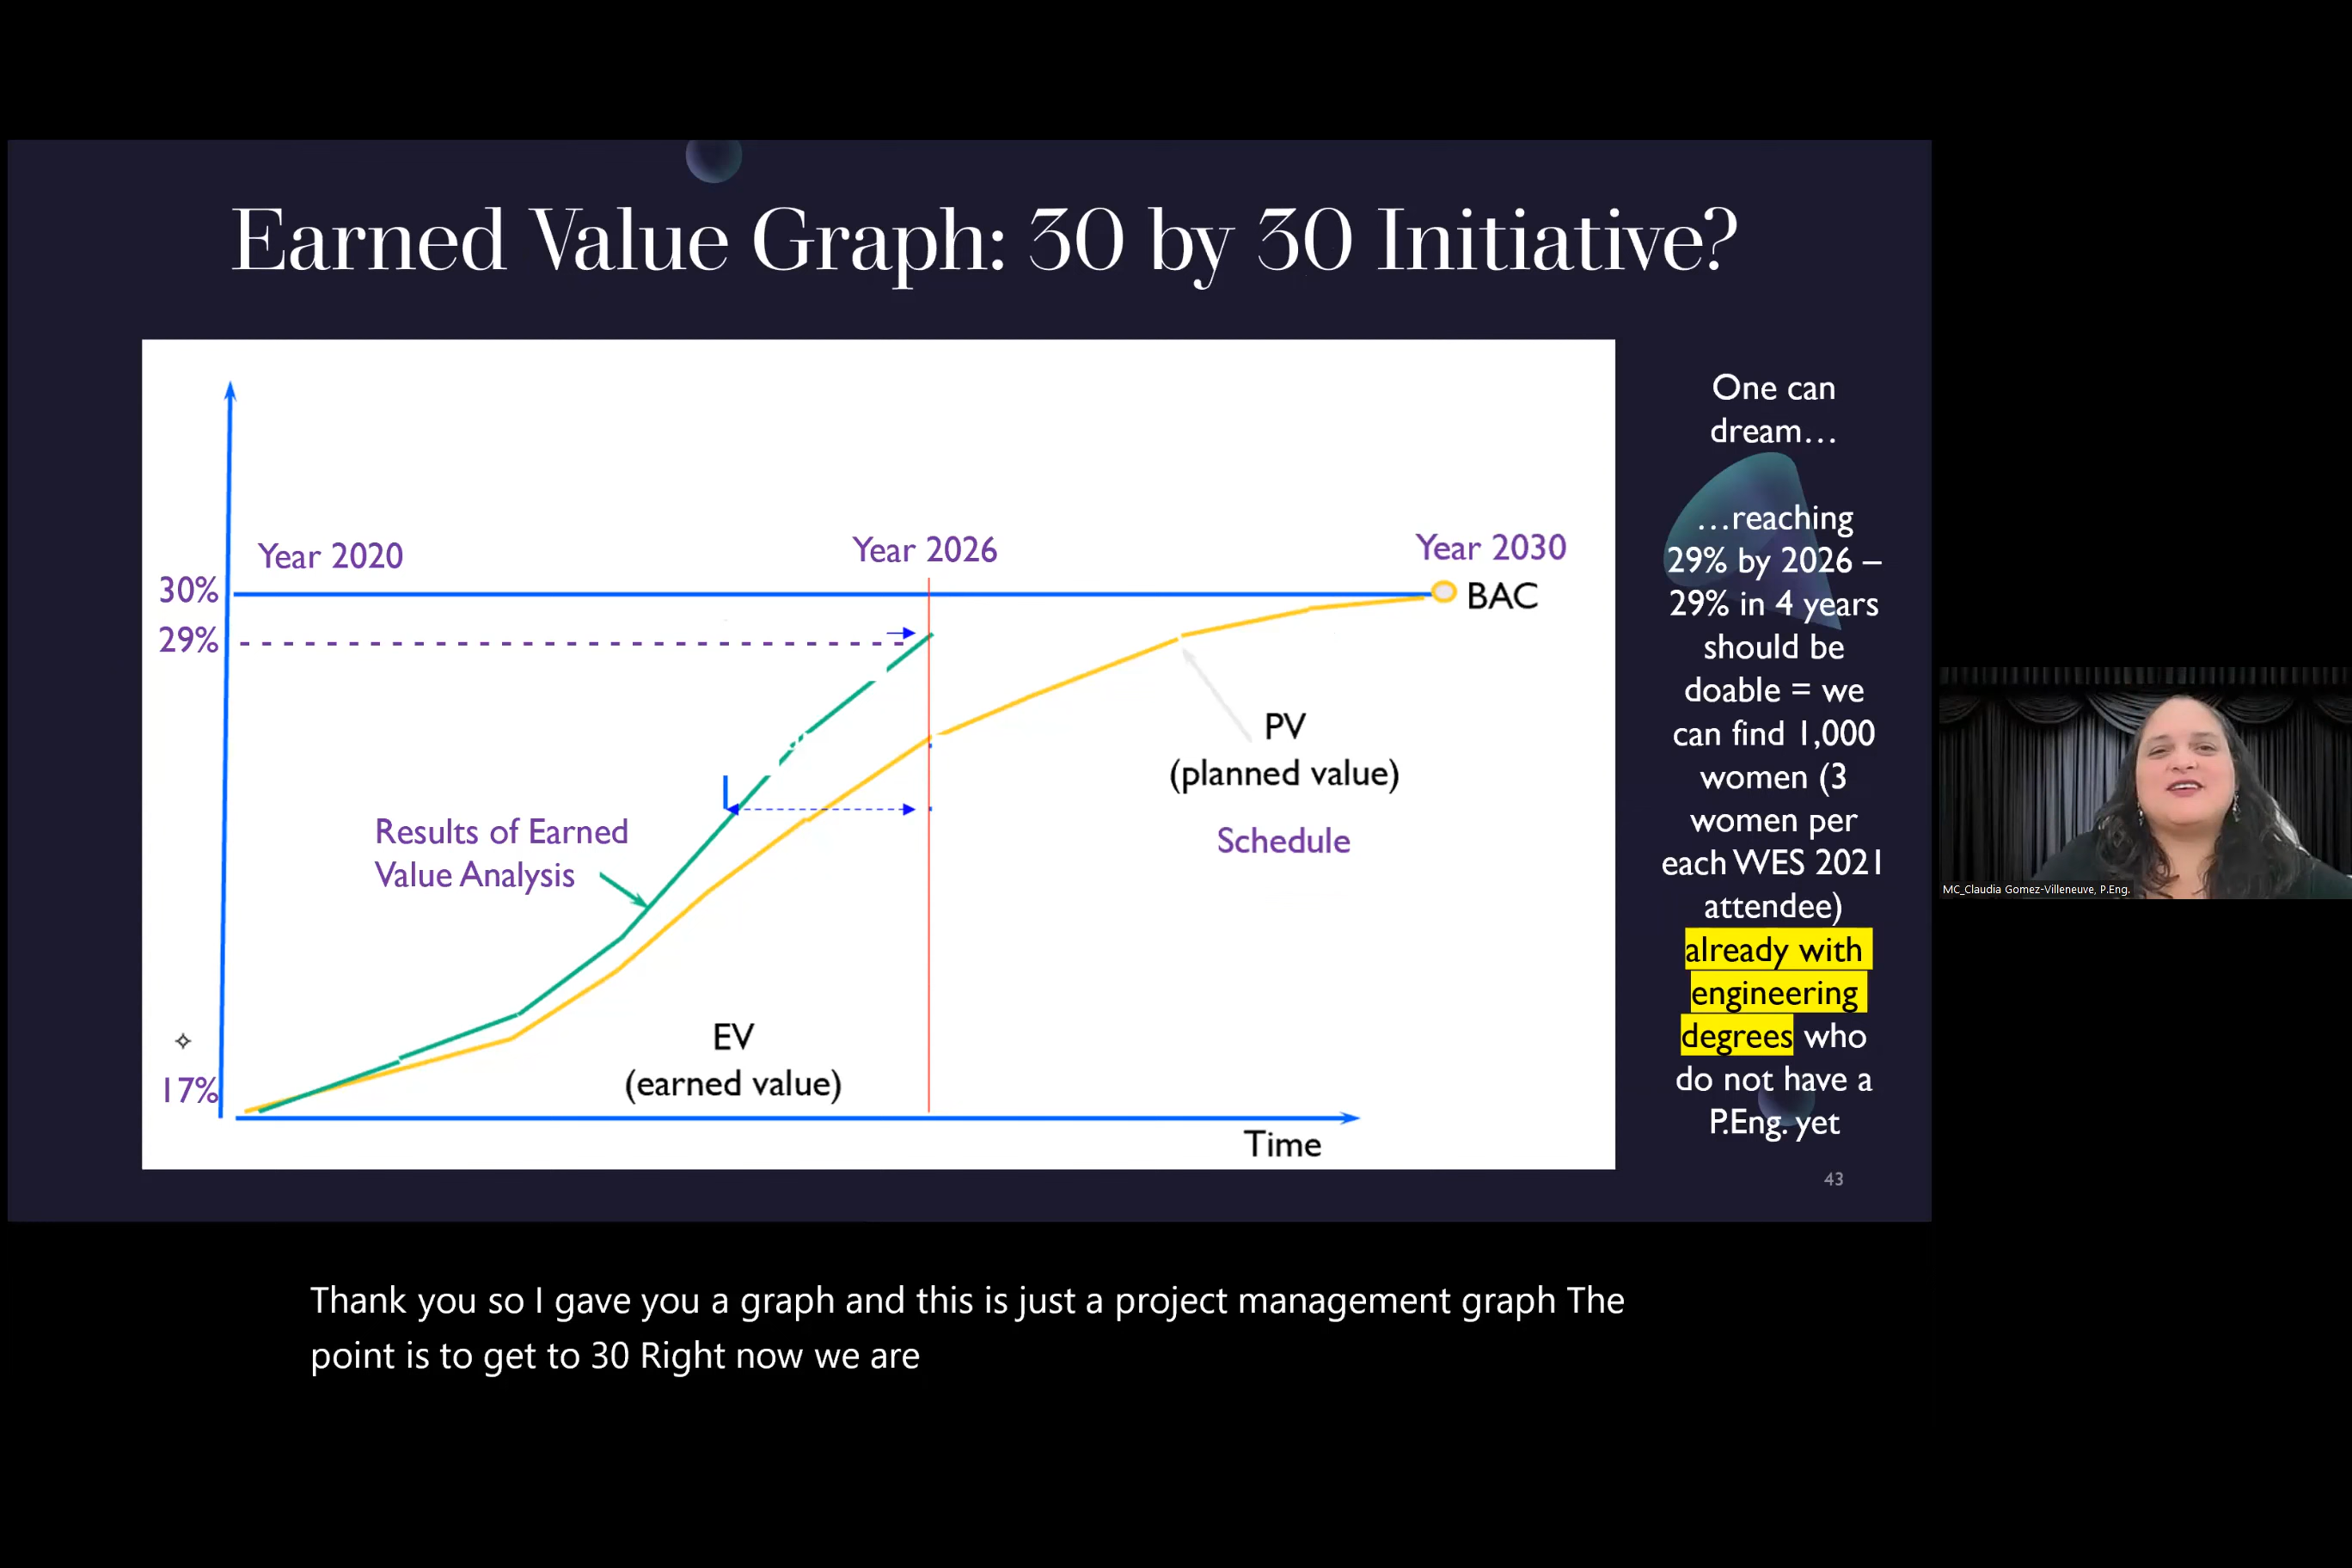 Earned Value Graph: 30 by 30 Initiative?
Year 2020
Year 2026
Year 2030
30%
BAC
29%
PV
(planned value)
Schedule
Results of Earned
Value Analysis
EV
(earned value)
17%
Time
One can
dream…
…reaching
29% by 2026 –
29% in 4 years
should be
doable = we
can find 1,000
women (3
women per
each WES 2021
attendee)
already with
engineering
degrees who
do not have a
P.Eng. yet
43
MC_Claudia Gomez-Villeneuve, P.Eng.
Thank you so I gave you a graph and this is just a project management graph The
point is to get to 30 Right now we are